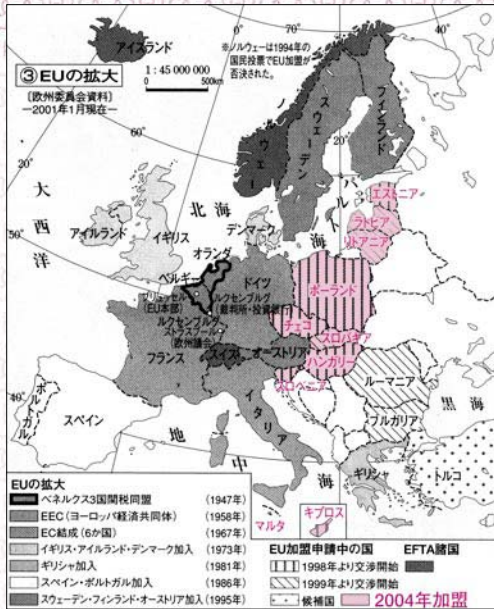 アイスランド
③EUの拡大
〔欧州委員会資料〕
―2001年1月現在―
1:45 000 000
500km
※ノルウェーは1994年の
国民投票でEU加盟が
否決された。
0°
70°
60°
40°
20°
60°
20°
50°
40°
ノルウェー
スウェーデン
フィンランド
大西洋
北海
バルト海
エストニア
ラトビア
リトアニア
アイルランド
イギリス
デンマーク
オランダ
ベルギー
ブリュッセル
(EU本部)
ドイツ
ルクセンブルグ
(裁判所・投資銀行)
ルクセンブルグ
ストラスブール
(欧州議会)
ポーランド
チェコ
スロバキア
フランス
スイス
オーストリア
ハンガリー
スロベニア
ルーマニア
ブルガリア
黒海
ポルトガル
スペイン
イタリア
地中海
ギリシャ
トルコ
マルタ
キプロス
EUの拡大
ベネルクス3国関税同盟 (1947年)
EEC(ヨーロッパ経済共同体) (1958年)
EC結成(6か国) (1967年)
イギリス・アイルランド・デンマーク加入 (1973年)
ギリシャ加入 (1981年)
スペイン・ポルトガル加入 (1986年)
スウェーデン・フィンランド・オーストリア加入 (1995年)
EU加盟申請中の国
EFTA諸国
1998年より交渉開始
1999年より交渉開始
候補国
2004年加盟